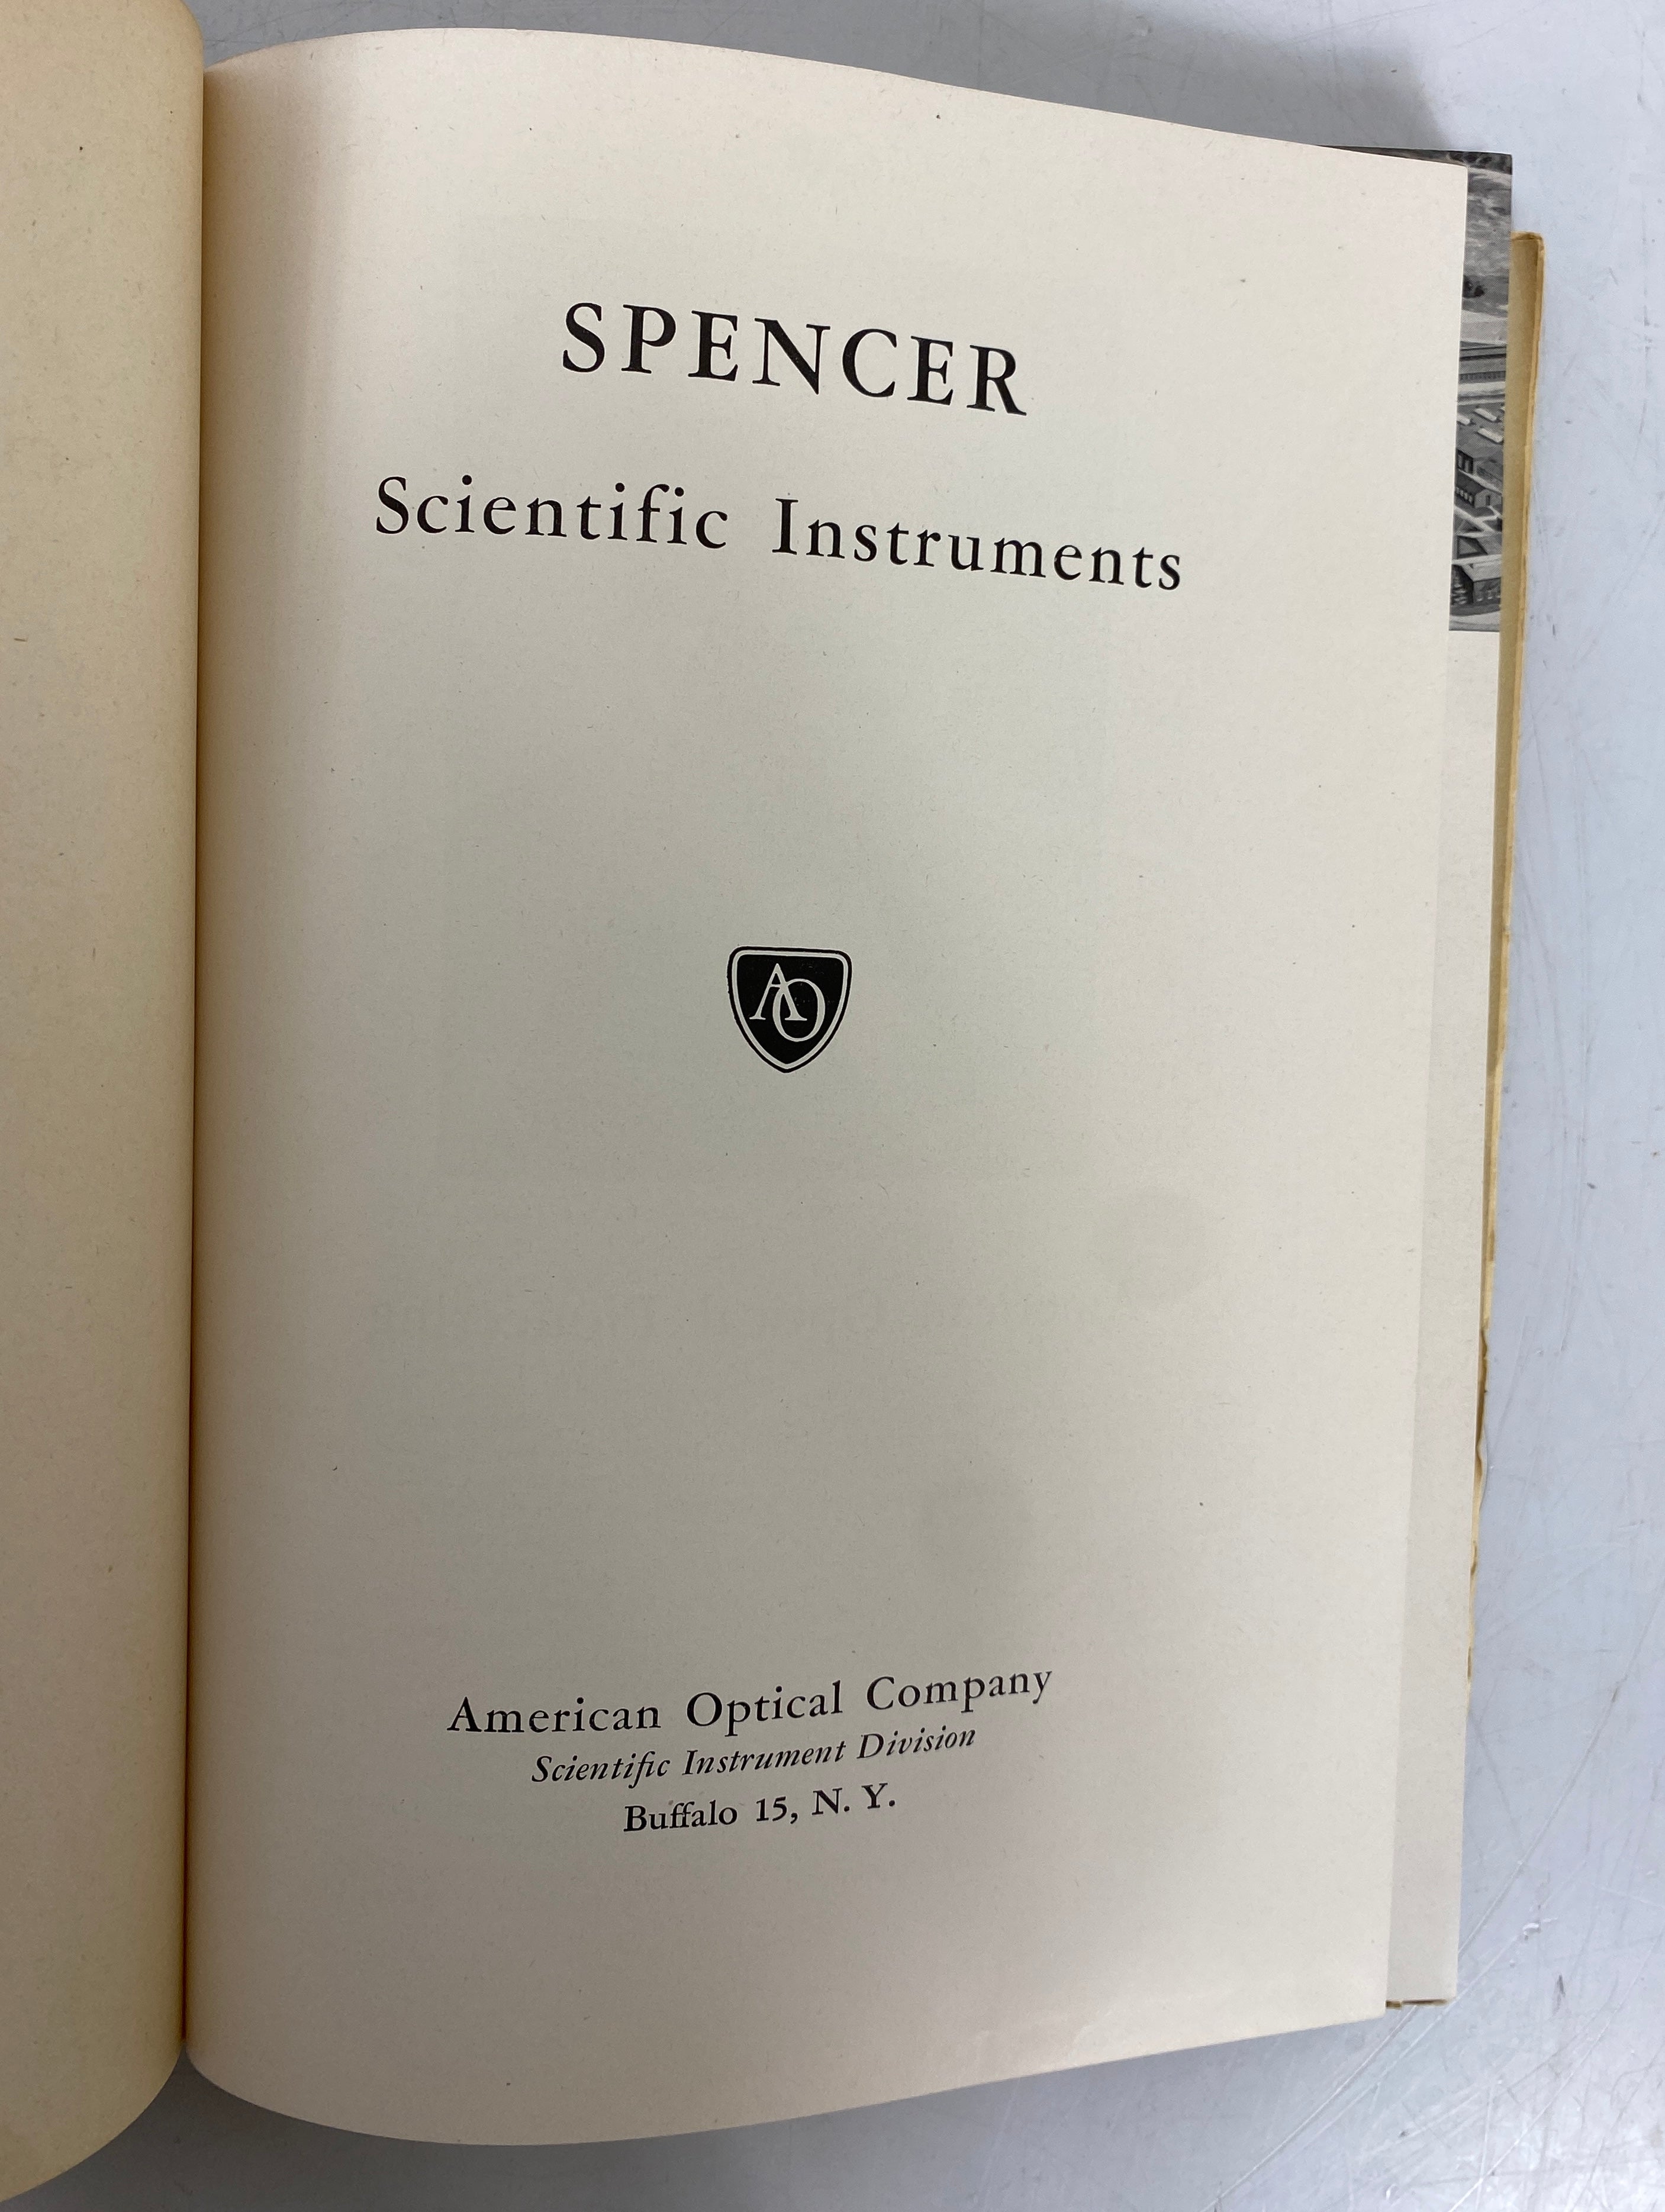 SPENCER
Scientific Instruments
AO
American Optical Company
Scientific Instrument Division
Buffalo 15, N. Y.